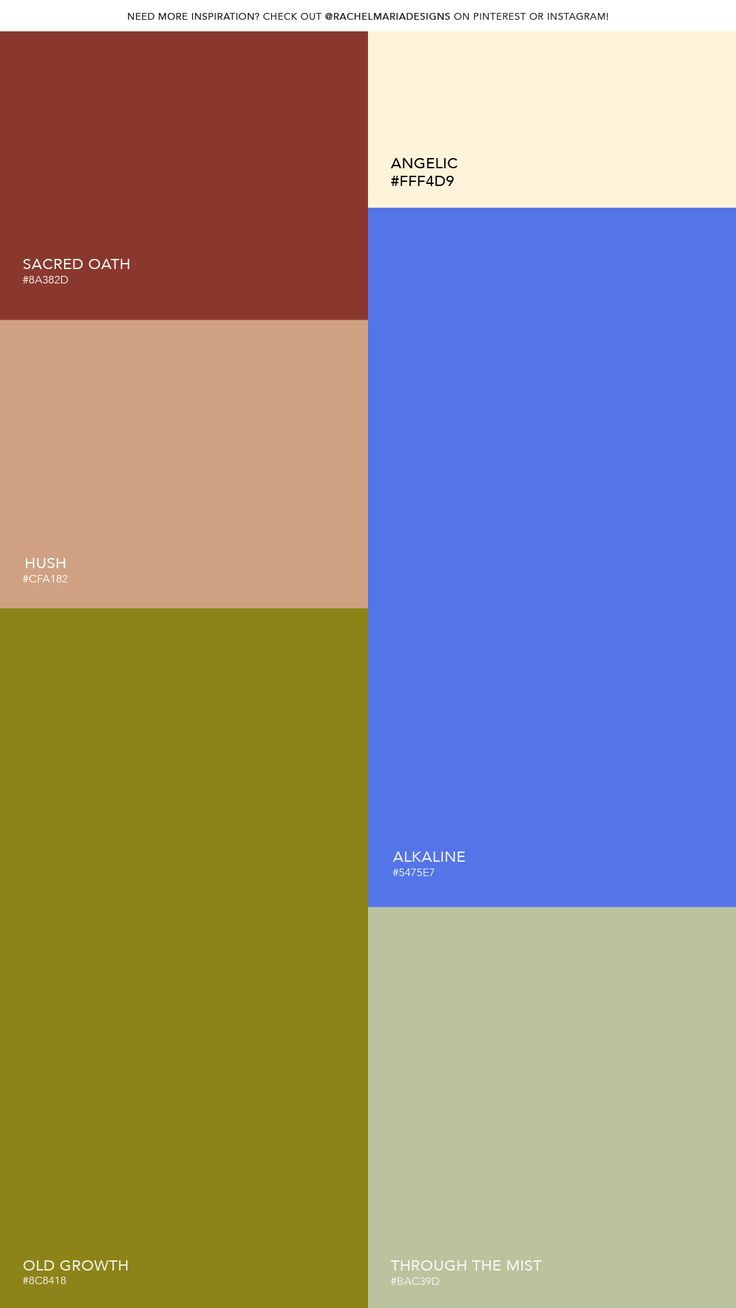 NEED MORE INSPIRATION? CHECK OUT @RACHELMARIADESIGNS ON PINTEREST OR INSTAGRAM!
ANGELIC
#FFF4D9
SACRED OATH
#8A382D
HUSH
#CFA182
ALKALINE
#5475E7
OLD GROWTH
#8C8418
THROUGH THE MIST
#BAC39D